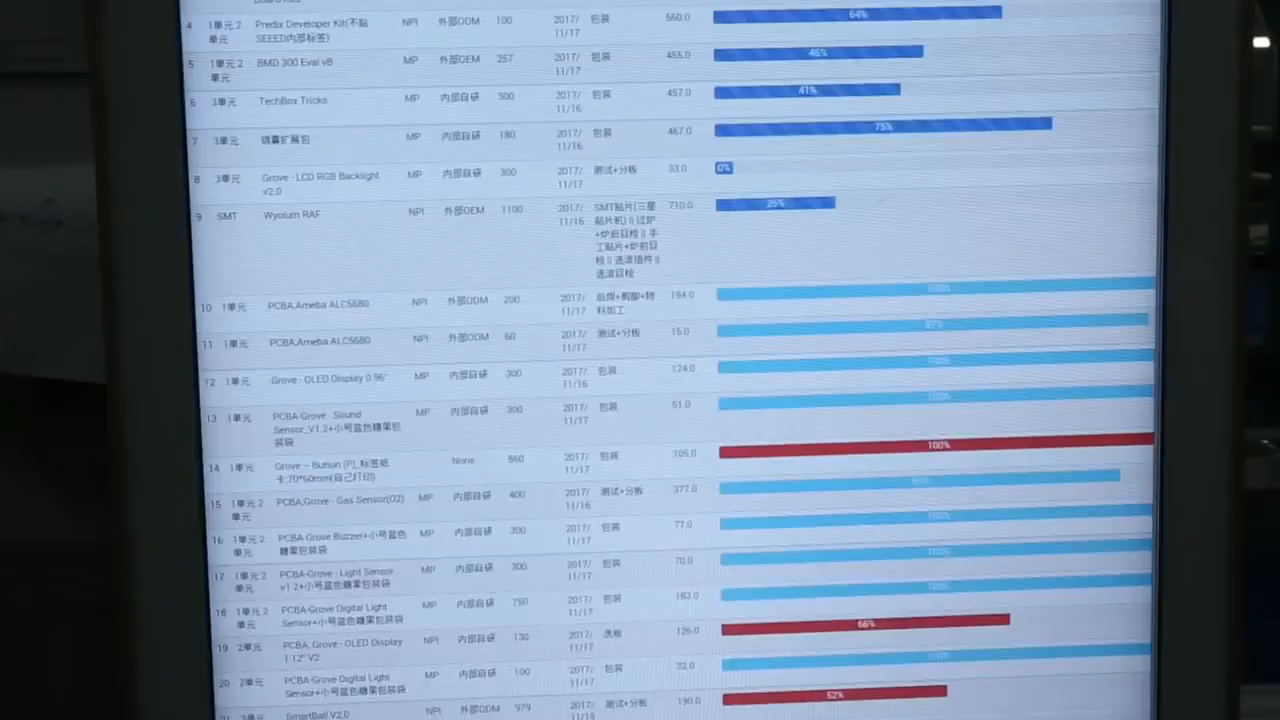 4 1单元,2 Predix Developer Kit(不贴 NPI 外部ODM 100 2017/ 包装 560.0 64%
单元 SEEED内部标签) 11/17
5 1单元,2 BMD 300 Eval vB MP 外部OEM 257 2017/ 包装 455.0 46%
单元 11/17
6 3单元 TechBox Tricks MP 内部自研 300 2017/ 包装 457.0 41%
11/16
7 3单元 锦囊扩展包 MP 内部自研 180 2017/ 包装 467.0 75%
11/16
8 3单元 Grove - LCD RGB Backlight MP 内部自研 300 2017/ 测试+分板 33.0 0%
v2.0 11/17
9 SMT Wyolum RAF NPI 外部OEM 1100 2017/ SMT贴片(三星 710.0 25%
11/16 贴片机) || 过炉
+炉后目检 || 手
工贴片+炉前目
检 || 选波插件 ||
选波目检
10 1单元 PCBA;Ameba ALC5680 NPI 外部ODM 200 2017/ 后焊+剪脚+物 194.0 100%
11/17 料加工
11 1单元 PCBA;Ameba ALC5680 NPI 外部ODM 60 2017/ 测试+分板 15.0 97%
11/17
12 1单元 Grove - OLED Display 0.96" MP 内部自研 300 2017/ 包装 124.0 100%
11/16
13 1单元 PCBA-Grove - Sound MP 内部自研 300 2017/ 包装 51.0 100%
Sensor_V1.2+小号蓝色糖果包 11/17
装袋
14 1单元 Grove -- Button (P)_标签纸 None 860 2017/ 包装 105.0 100%
卡;70*60mm(自己打印) 11/17
15 1单元,2 PCBA;Grove - Gas Sensor(O2) MP 内部自研 400 2017/ 测试+分板 377.0
单元 11/16
16 1单元,2 PCBA-Grove Buzzer+小号蓝色 MP 内部自研 300 2017/ 包装 77.0 100%
单元 糖果包装袋 11/17
17 1单元,2 PCBA-Grove - Light Sensor MP 内部自研 300 2017/ 包装 70.0 100%
单元 v1.2+小号蓝色糖果包装袋 11/17
18 1单元,2 PCBA-Grove Digital Light MP 内部自研 750 2017/ 包装 183.0 100%
单元 Sensor+小号蓝色糖果包装袋 11/17
19 2单元 PCBA; Grove - OLED Display NPI 内部自研 130 2017/ 洗板 126.0 66%
1.12" V2 11/17
20 2单元 PCBA-Grove Digital Light MP 内部自研 100 2017/ 包装 32.0 100%
Sensor+小号蓝色糖果包装袋 11/17
21 3单元 SmartBall V2.0 NPI 外部ODM 979 2017/ 测试+分板 190.0 52%
11/15